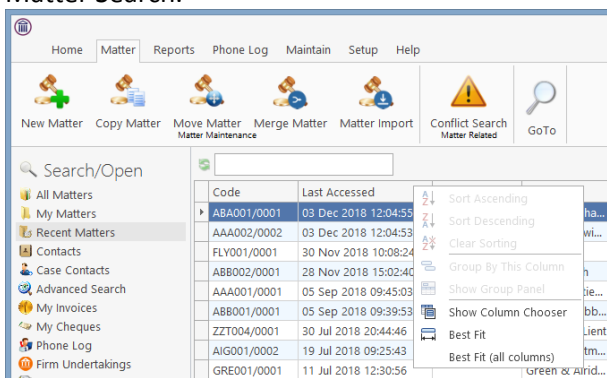 Matter Search.
Home Matter Reports Phone Log Maintain Setup Help
New Matter Copy Matter Move Matter Merge Matter Matter Import Conflict Search GoTo
Matter Maintenance Matter Related
Search/Open
All Matters
My Matters
Recent Matters
Contacts
Case Contacts
Advanced Search
My Invoices
My Cheques
Phone Log
Firm Undertakings
Code Last Accessed
ABA001/0001 03 Dec 2018 12:04:55
AAA002/0002 03 Dec 2018 12:04:53
FLY001/0001 30 Nov 2018 10:08:24
ABB002/0001 28 Nov 2018 15:02:40
AAA001/0001 05 Sep 2018 09:45:03
ABB001/0001 05 Sep 2018 09:39:53
ZZT004/0001 30 Jul 2018 20:44:46
AIG001/0002 19 Jul 2018 09:25:43
GRE001/0001 11 Jul 2018 12:30:56
Sort Ascending
Sort Descending
Clear Sorting
Group By This Column
Show Group Panel
Show Column Chooser
Best Fit
Best Fit (all columns)